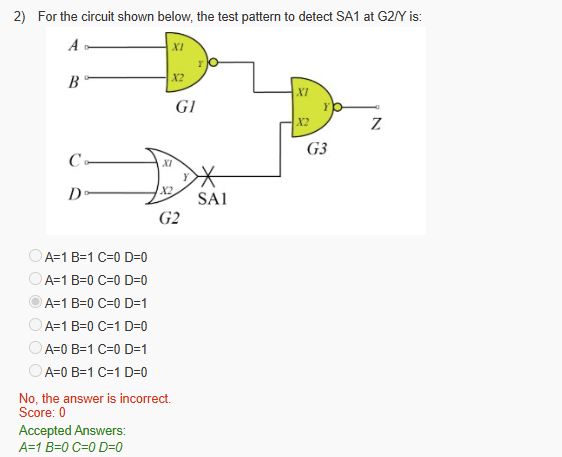 2) For the circuit shown below, the test pattern to detect SA1 at G2/Y is:
A
X1
Y
B
X2
G1
X1
Y
X2
Z
G3
C
X1
Y
D
X2
SA1
G2
A=1 B=1 C=0 D=0
A=1 B=0 C=0 D=0
A=1 B=0 C=0 D=1
A=1 B=0 C=1 D=0
A=0 B=1 C=0 D=1
A=0 B=1 C=1 D=0
No, the answer is incorrect.
Score: 0
Accepted Answers:
A=1 B=0 C=0 D=0